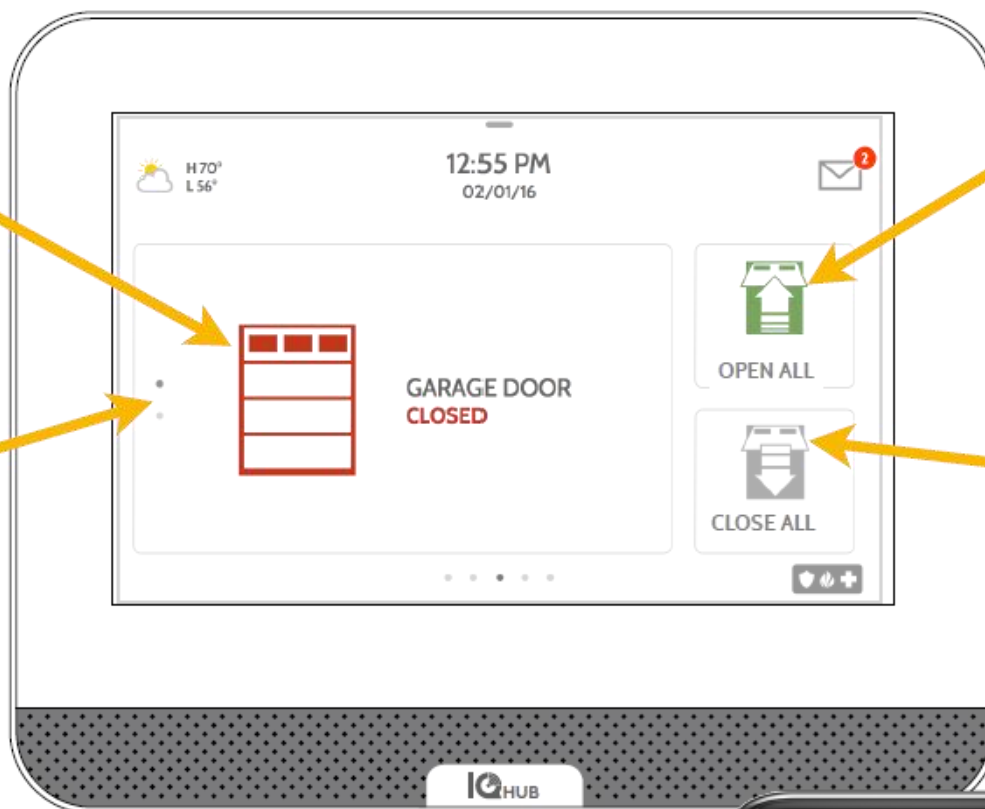 H 70°
L 56°
12:55 PM
02/01/16
2
GARAGE DOOR
CLOSED
OPEN ALL
CLOSE ALL
IQ HUB